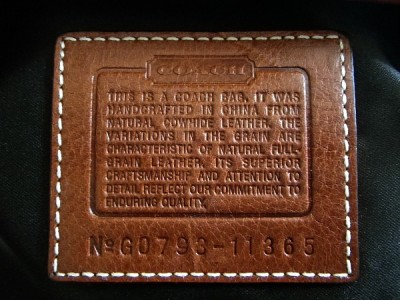 COACH
THIS IS A COACH BAG. IT WAS
HANDCRAFTED IN CHINA FROM
NATURAL COWHIDE LEATHER. THE
VARIATIONS IN THE GRAIN ARE
CHARACTERISTIC OF NATURAL FULL
GRAIN LEATHER. ITS SUPERIOR
CRAFTSMANSHIP AND ATTENTION TO
DETAIL REFLECT OUR COMMITMENT TO
ENDURING QUALITY.
Nº G0793-11365